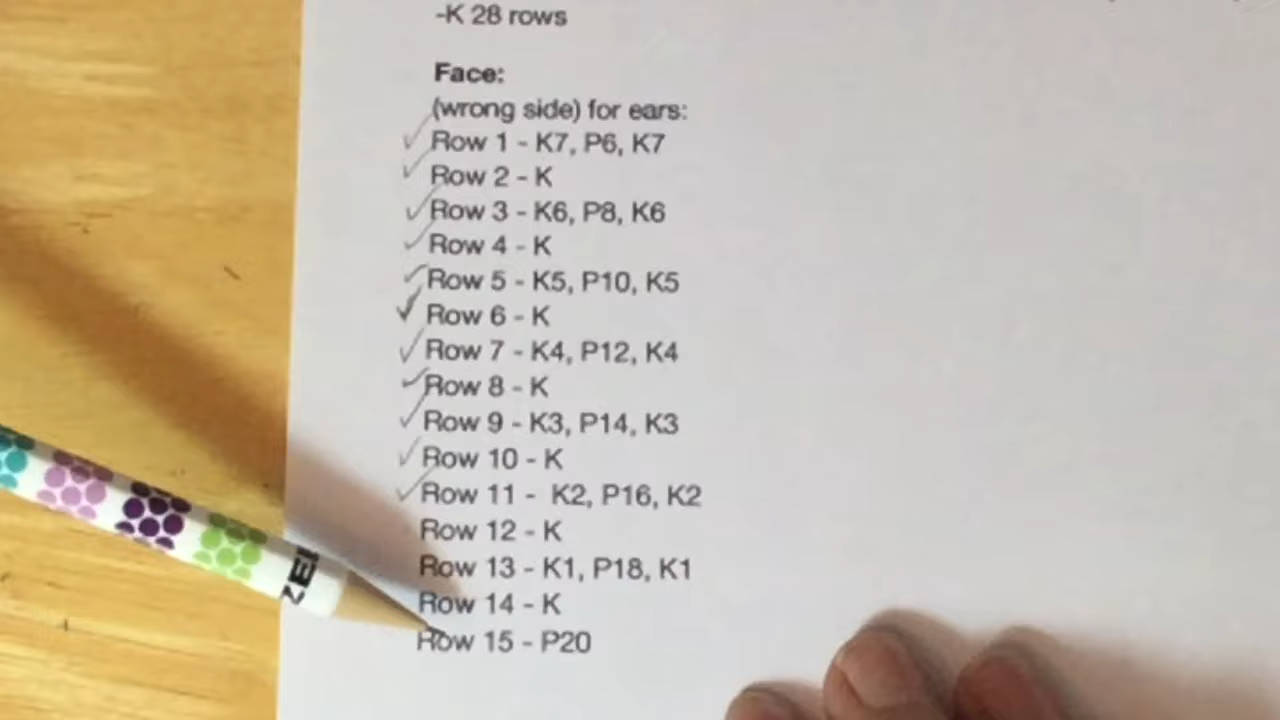 -K 28 rows
Face:
(wrong side) for ears:
Row 1 - K7, P6, K7
Row 2 - K
Row 3 - K6, P8, K6
Row 4 - K
Row 5 - K5, P10, K5
Row 6 - K
Row 7 - K4, P12, K4
Row 8 - K
Row 9 - K3, P14, K3
Row 10 - K
Row 11 - K2, P16, K2
Row 12 - K
Row 13 - K1, P18, K1
Row 14 - K
Row 15 - P20